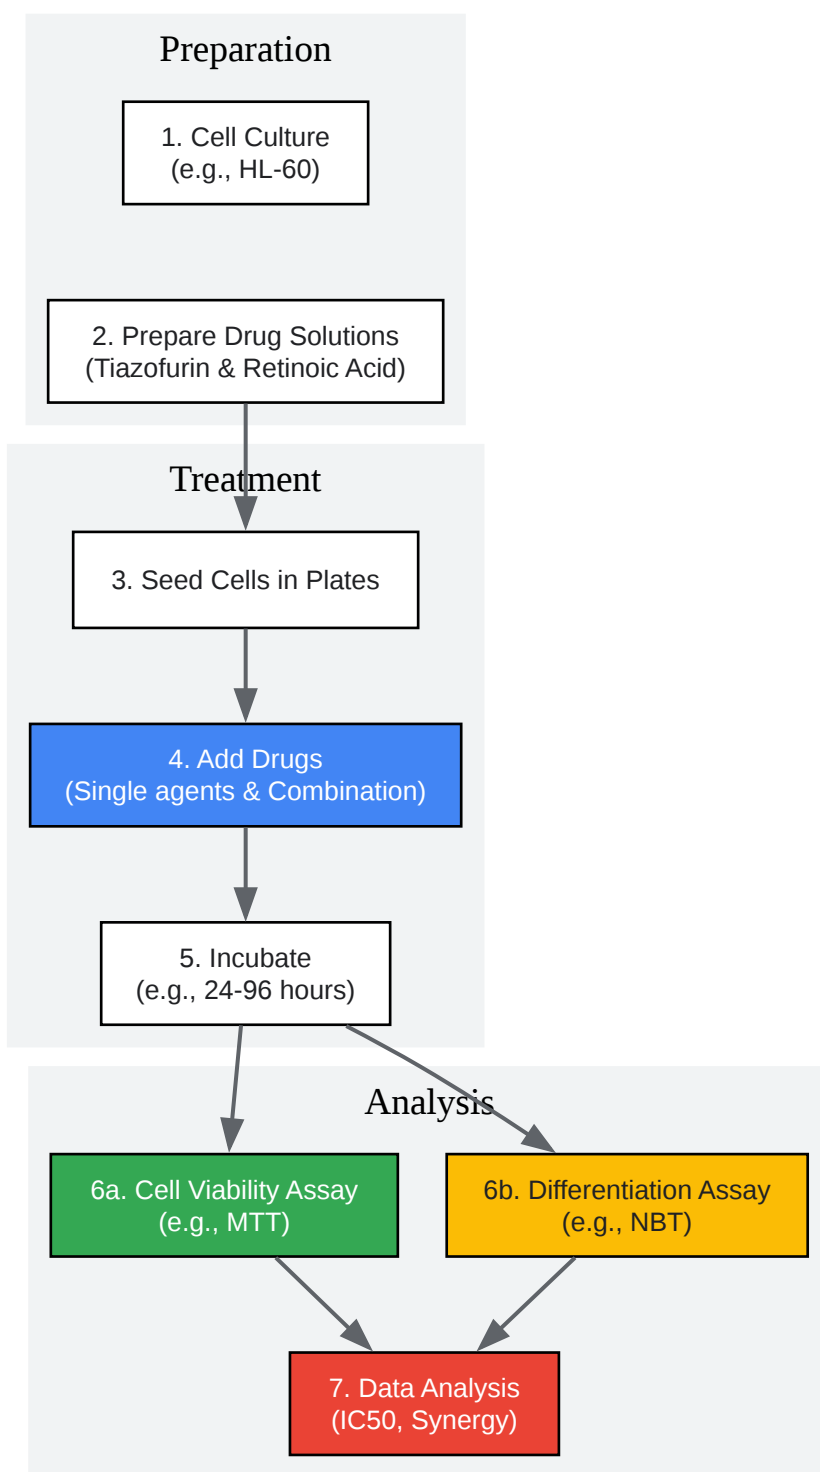 Preparation
1. Cell Culture
(e.g., HL-60)
2. Prepare Drug Solutions
(Tiazofurin & Retinoic Acid)
Treatment
3. Seed Cells in Plates
4. Add Drugs
(Single agents & Combination)
5. Incubate
(e.g., 24-96 hours)
Analysis
6a. Cell Viability Assay
(e.g., MTT)
6b. Differentiation Assay
(e.g., NBT)
7. Data Analysis
(IC50, Synergy)